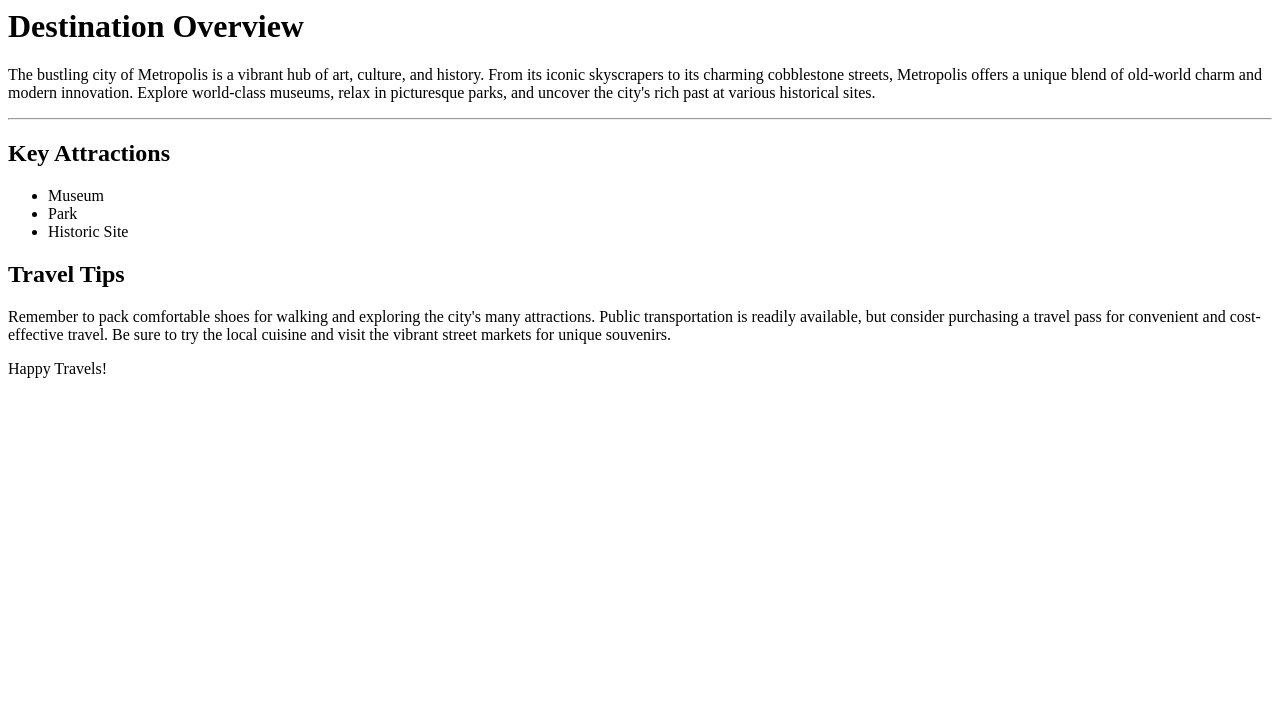 Destination Overview
The bustling city of Metropolis is a vibrant hub of art, culture, and history. From its iconic skyscrapers to its charming cobblestone streets, Metropolis offers a unique blend of old-world charm and
modern innovation. Explore world-class museums, relax in picturesque parks, and uncover the city's rich past at various historical sites.
Key Attractions
• Museum
• Park
• Historic Site
Travel Tips
Remember to pack comfortable shoes for walking and exploring the city's many attractions. Public transportation is readily available, but consider purchasing a travel pass for convenient and cost-
effective travel. Be sure to try the local cuisine and visit the vibrant street markets for unique souvenirs.
Happy Travels!